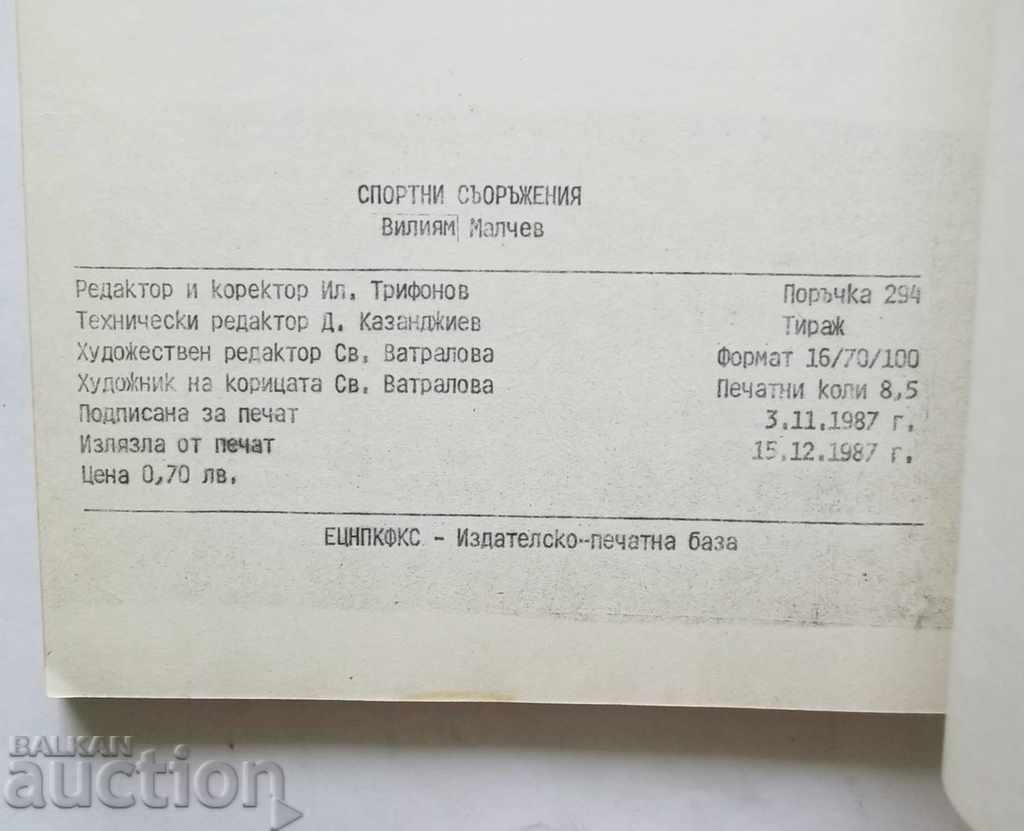 СПОРТНИ СЪОРЪЖЕНИЯ
Вилиям Малчев
Редактор и коректор Ил. Трифонов Поръчка 294
Технически редактор Д. Казанджиев Тираж
Художествен редактор Св. Ватралова Формат 16/70/100
Художник на корицата Св. Ватралова Печатни коли 8,5
Подписана за печат 3.11.1987 г.
Излязла от печат 15.12.1987 г.
Цена 0,70 лв.
ЕЦНПКФКС - Издателско-печатна база
BALKAN
auction